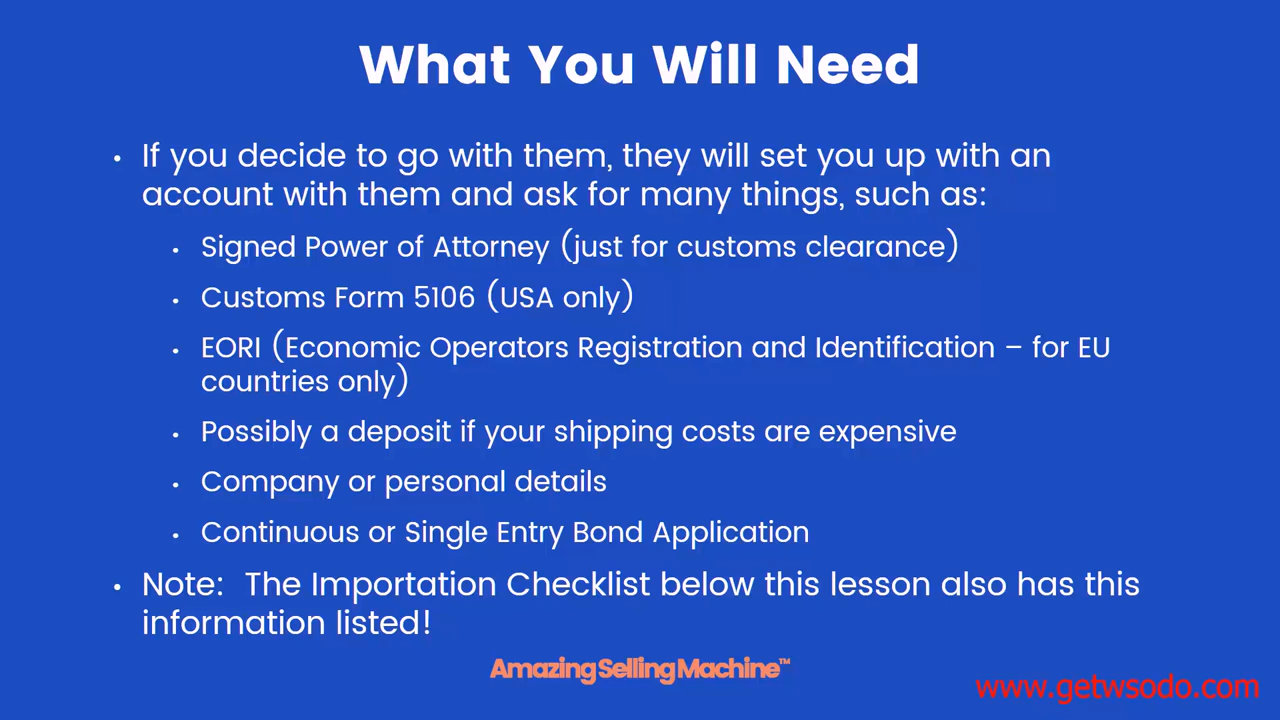 What You Will Need
• If you decide to go with them, they will set you up with an
account with them and ask for many things, such as:
• Signed Power of Attorney (just for customs clearance)
• Customs Form 5106 (USA only)
• EORI (Economic Operators Registration and Identification – for EU
countries only)
• Possibly a deposit if your shipping costs are expensive
• Company or personal details
• Continuous or Single Entry Bond Application
• Note:  The Importation Checklist below this lesson also has this
information listed!
AmazingSellingMachine™
www.getwsodo.com